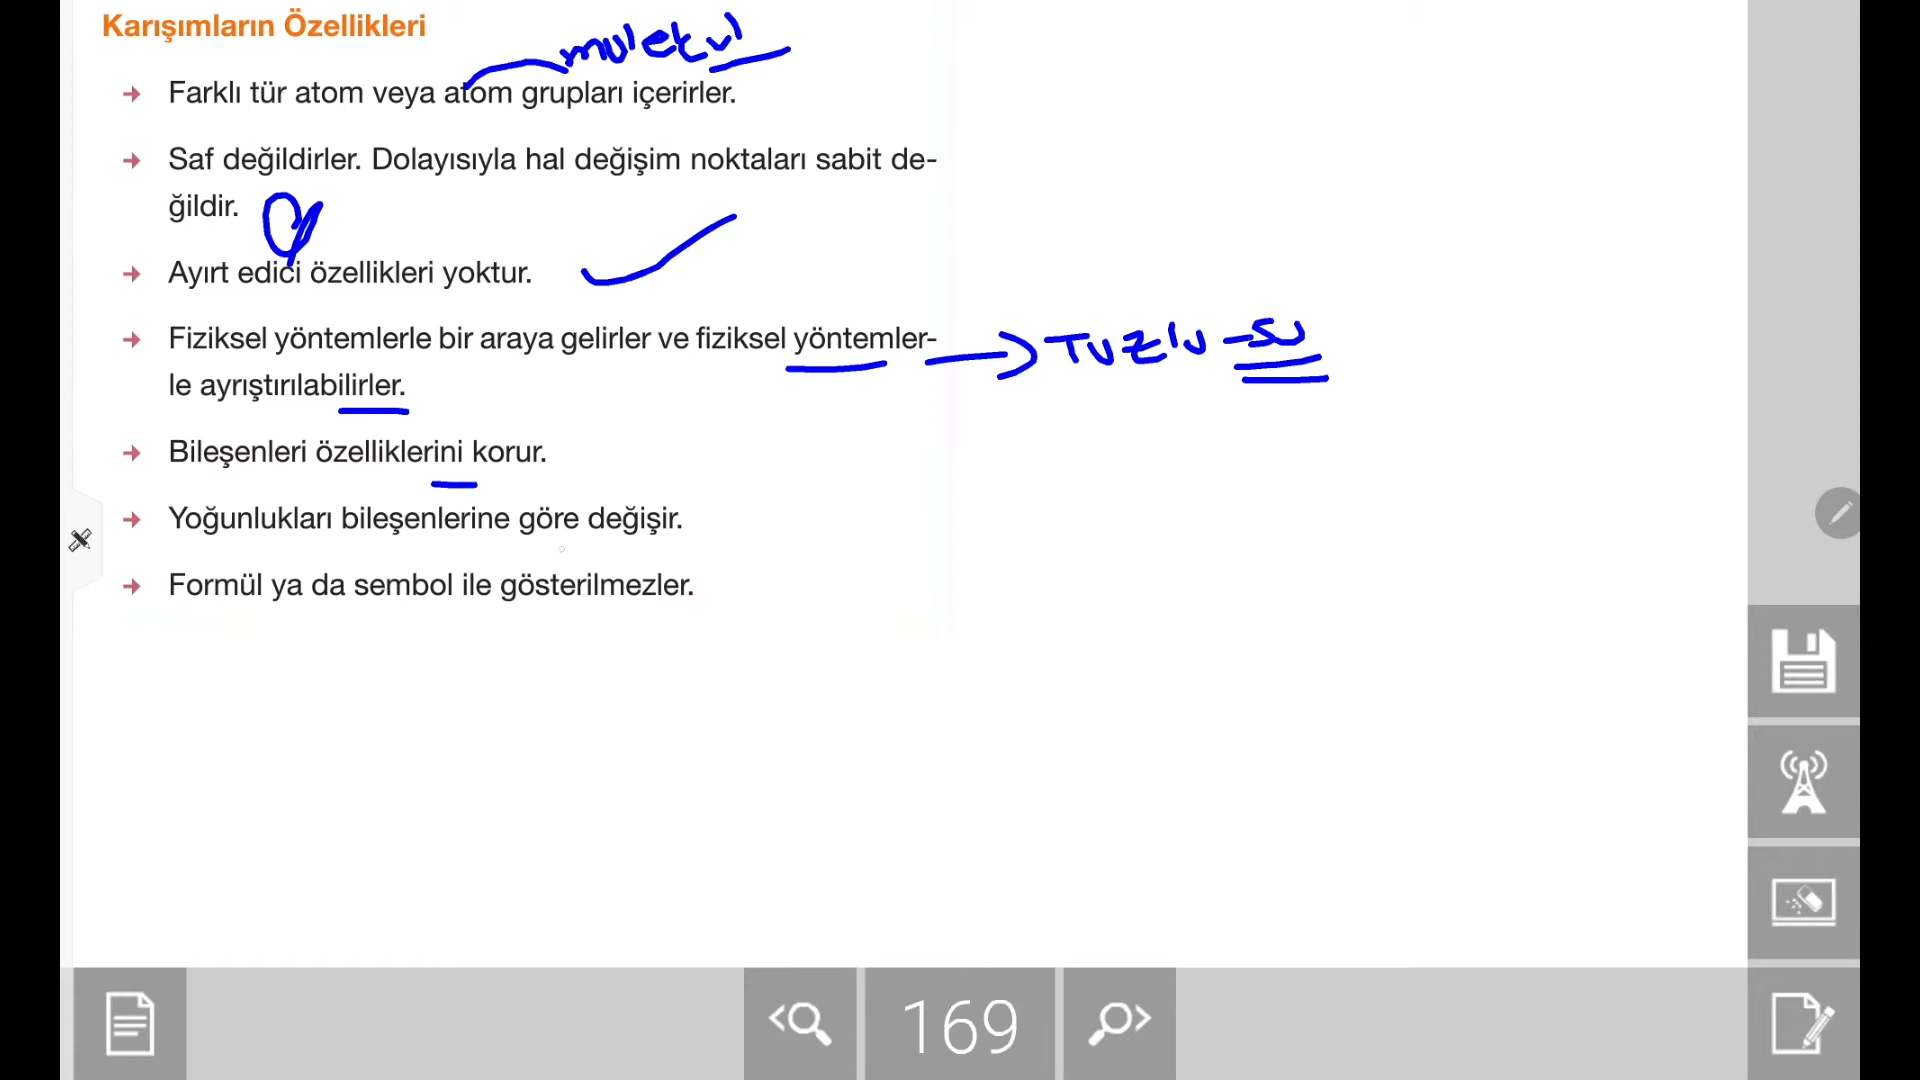 Karışımların Özellikleri
mulekul
Farklı tür atom veya atom grupları içerirler.
Saf değildirler. Dolayısıyla hal değişim noktaları sabit de-
ğildir.
Ayırt edici özellikleri yoktur.
Fiziksel yöntemlerle bir araya gelirler ve fiziksel yöntemler-
Tuzlu-su
le ayrıştırılabilirler.
Bileşenleri özelliklerini korur.
Yoğunlukları bileşenlerine göre değişir.
Formül ya da sembol ile gösterilmezler.
169